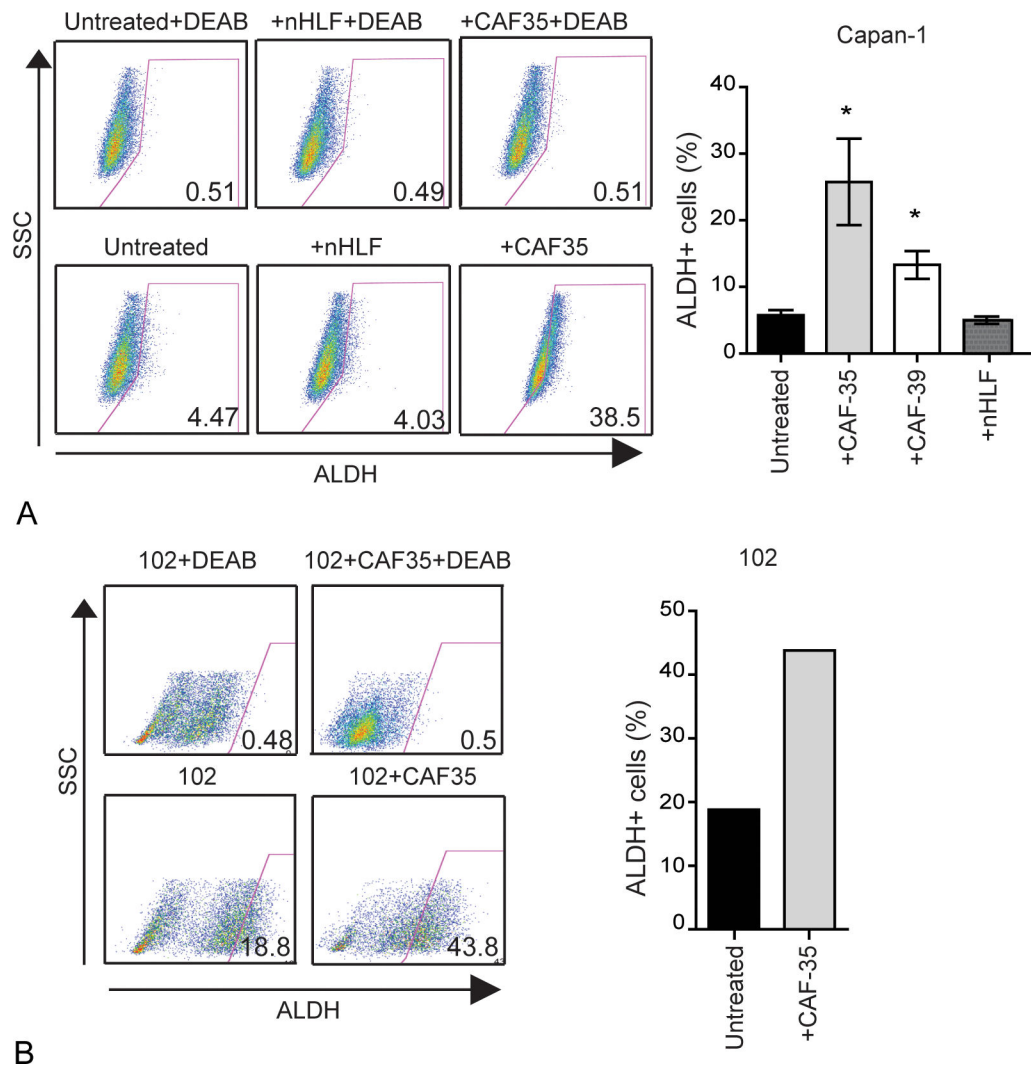 Untreated+DEAB +nHLF+DEAB +CAF35+DEAB
0.51 0.49 0.51
Untreated +nHLF +CAF35
4.47 4.03 38.5
SSC
ALDH
Capan-1
ALDH+ cells (%)
40
30
20
10
0
* *
Untreated
+CAF-35
+CAF-39
+nHLF
A
102+DEAB 102+CAF35+DEAB
0.48 0.5
102 102+CAF35
18.8 43.8
SSC
ALDH
102
ALDH+ cells (%)
50
40
30
20
10
0
Untreated
+CAF-35
B